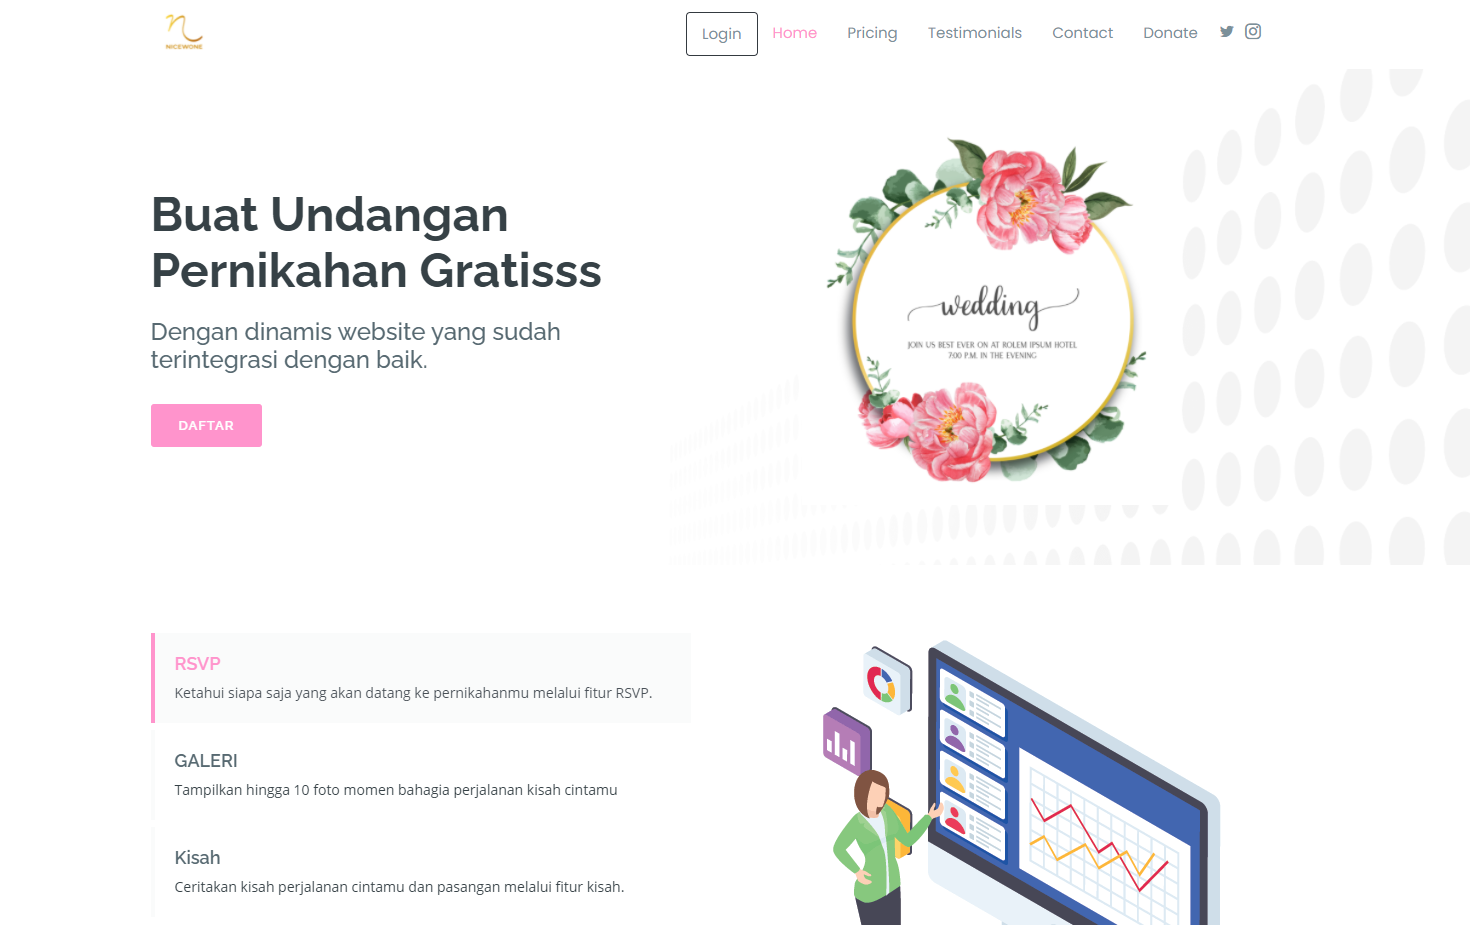 NICEWONE
Login
Home
Pricing
Testimonials
Contact
Donate
Buat Undangan
Pernikahan Gratisss
Dengan dinamis website yang sudah
terintegrasi dengan baik.
DAFTAR
wedding
JOIN US BEST EVER ON AT ROLEM IPSUM HOTEL
7:00 P.M. IN THE EVENING
RSVP
Ketahui siapa saja yang akan datang ke pernikahanmu melalui fitur RSVP.
GALERI
Tampilkan hingga 10 foto momen bahagia perjalanan kisah cintamu
Kisah
Ceritakan kisah perjalanan cintamu dan pasangan melalui fitur kisah.